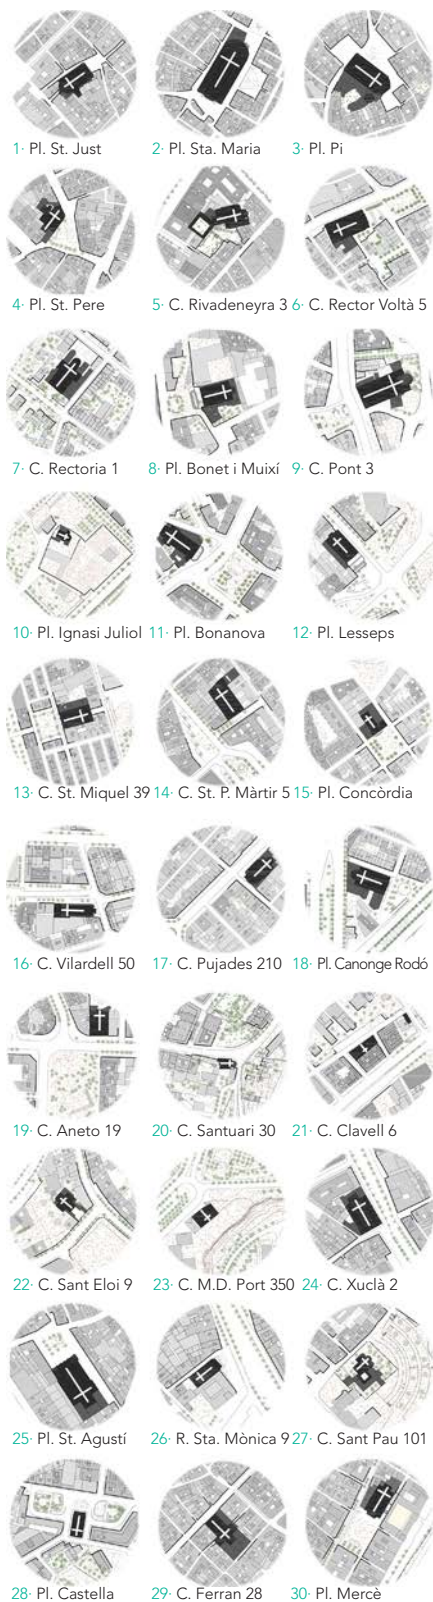 1· Pl. St. Just
2· Pl. Sta. Maria
3· Pl. Pi
4· Pl. St. Pere
5· C. Rivadeneyra 3
6· C. Rector Voltà 5
7· C. Rectoria 1
8· Pl. Bonet i Muixí
9· C. Pont 3
10· Pl. Ignasi Juliol
11· Pl. Bonanova
12· Pl. Lesseps
13· C. St. Miquel 39
14· C. St. P. Màrtir 5
15· Pl. Concòrdia
16· C. Vilardell 50
17· C. Pujades 210
18· Pl. Canonge Rodó
19· C. Aneto 19
20· C. Santuari 30
21· C. Clavell 6
22· C. Sant Eloi 9
23· C. M.D. Port 350
24· C. Xuclà 2
25· Pl. St. Agustí
26· R. Sta. Mònica 9
27· C. Sant Pau 101
28· Pl. Castella
29· C. Ferran 28
30· Pl. Mercè